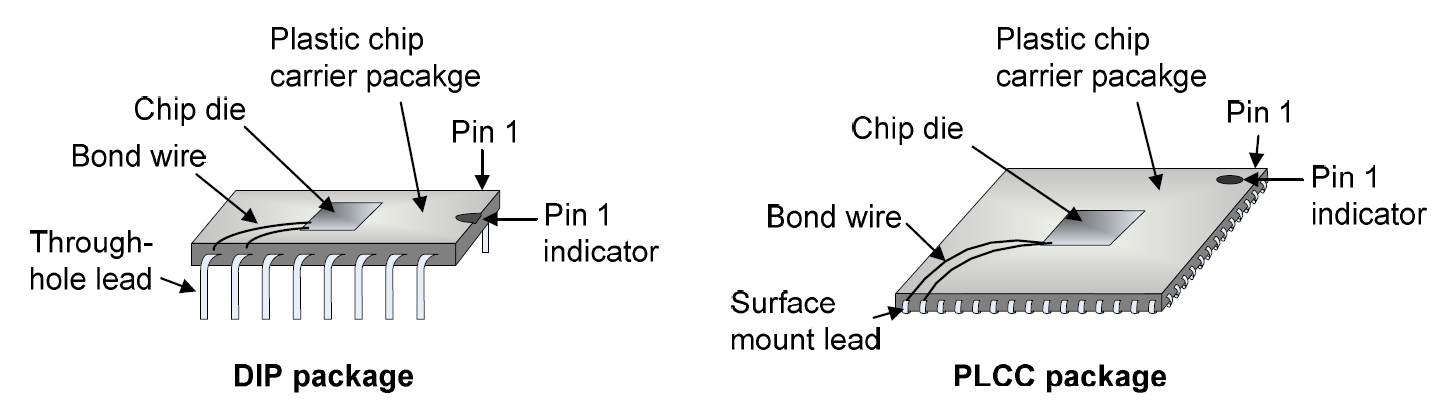 Plastic chip
carrier pacakge
Chip die
Pin 1
Bond wire
Pin 1
indicator
Through-
hole lead
DIP package
Plastic chip
carrier pacakge
Pin 1
Chip die
Pin 1
indicator
Bond wire
Surface
mount lead
PLCC package